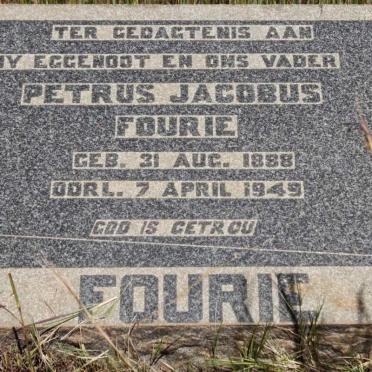 TER GEDAGTENIS AAN
MY EGGENOOT EN ONS VADER
PETRUS JACOBUS
FOURIE
GEB. 31 AUG. 1888
OORL. 7 APRIL 1949
GOD IS GETROU
FOURIE